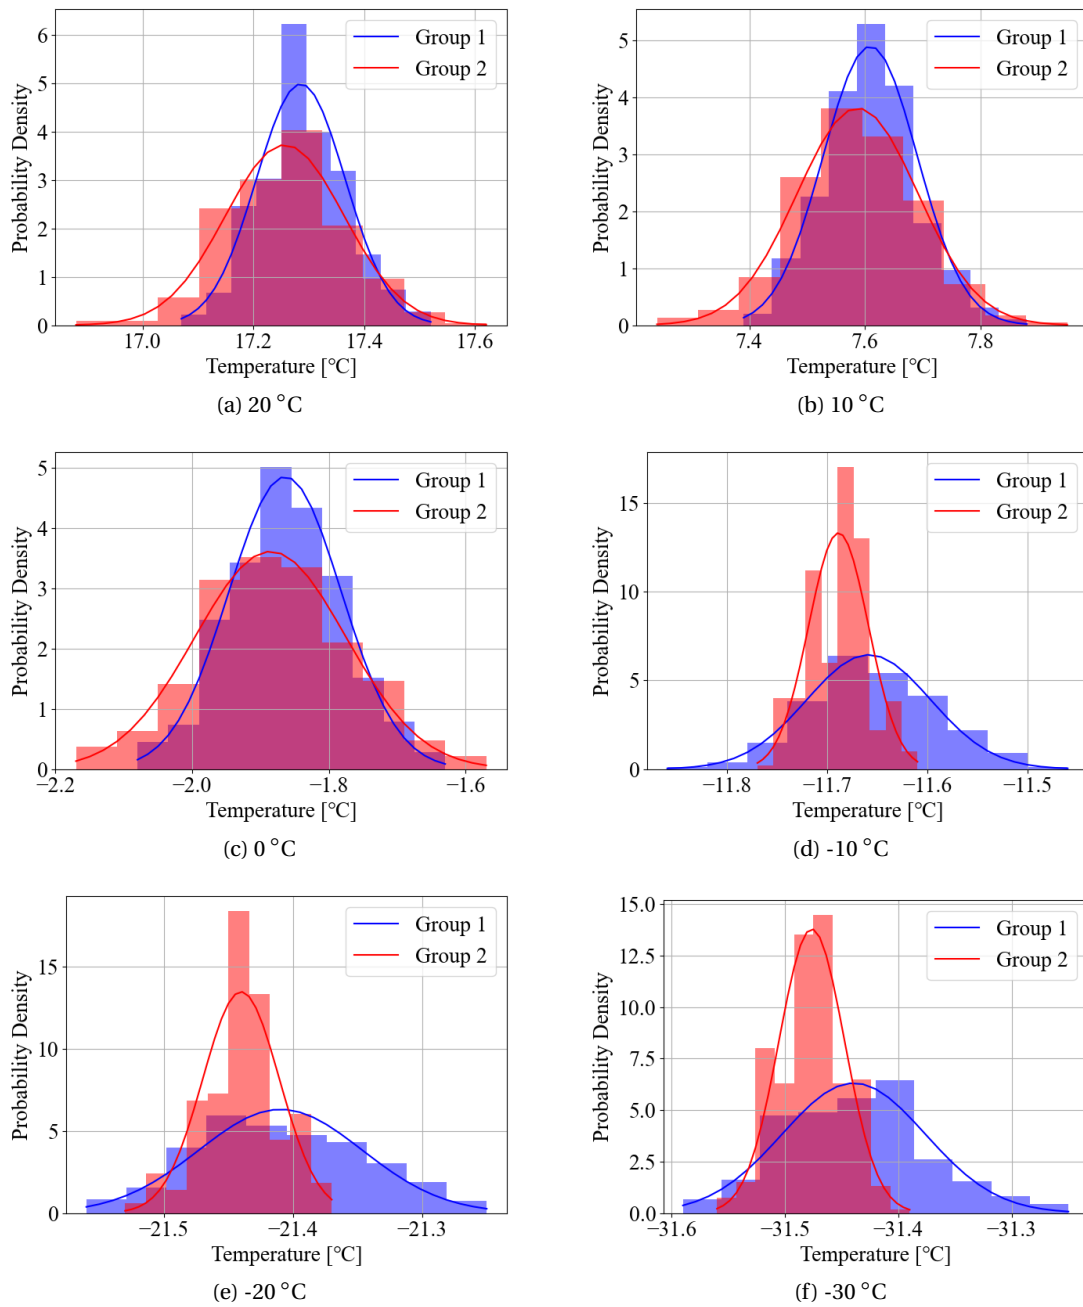 6
5
4
3
2
1
0
Probability Density
Group 1
Group 2
17.0
17.2
17.4
17.6
Temperature [°C]
(a) 20 °C
5
4
3
2
1
0
Probability Density
Group 1
Group 2
7.4
7.6
7.8
Temperature [°C]
(b) 10 °C
5
4
3
2
1
0
Probability Density
Group 1
Group 2
−2.2
−2.0
−1.8
−1.6
Temperature [°C]
(c) 0 °C
15
10
5
0
Probability Density
Group 1
Group 2
−11.8
−11.7
−11.6
−11.5
Temperature [°C]
(d) -10 °C
15
10
5
0
Probability Density
Group 1
Group 2
−21.5
−21.4
−21.3
Temperature [°C]
(e) -20 °C
15.0
12.5
10.0
7.5
5.0
2.5
0.0
Probability Density
Group 1
Group 2
−31.6
−31.5
−31.4
−31.3
Temperature [°C]
(f) -30 °C